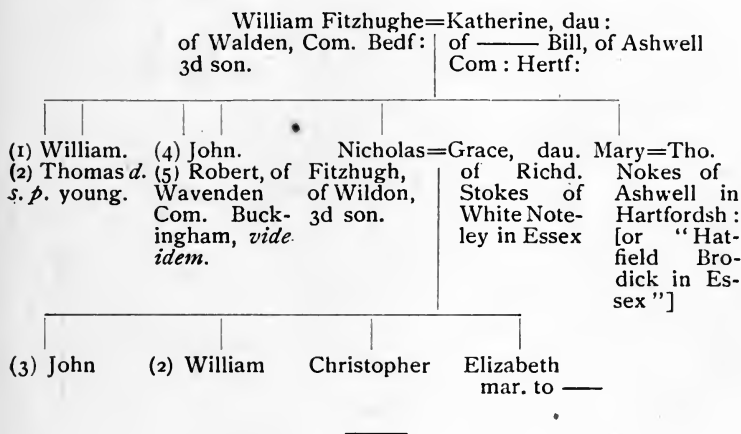 William Fitzhughe=Katherine, dau:
of Walden, Com. Bedf: of —— Bill, of Ashwell
3d son. Com: Hertf:
(1) William.
(2) Thomas d.
s. p. young.
(4) John.
(5) Robert, of
Wavenden
Com. Buck-
ingham, vide
idem.
Nicholas=Grace, dau.
Fitzhugh,
of Wildon,
3d son.
of Richd.
Stokes of
White Note-
ley in Essex
Mary=Tho.
Nokes of
Ashwell in
Hartfordsh:
[or "Hat-
field Bro-
dick in Es-
sex"]
(3) John
(2) William
Christopher
Elizabeth
mar. to ——